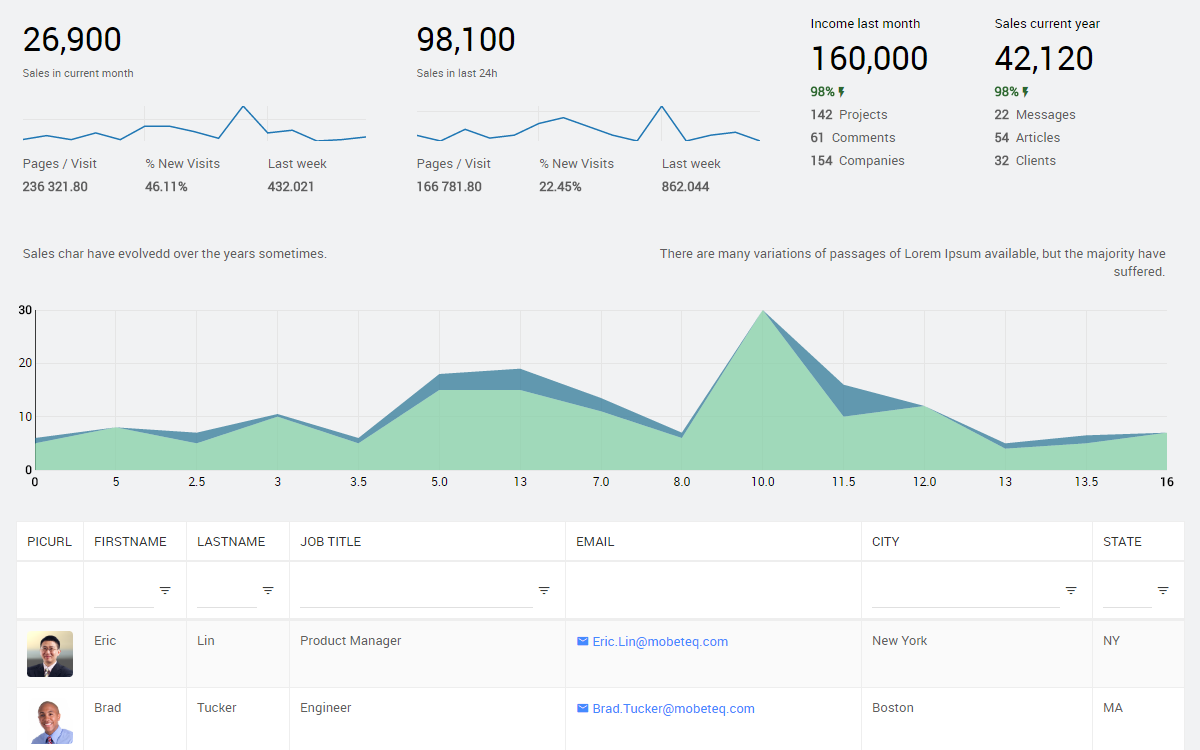 26,900
Sales in current month
Pages / Visit % New Visits Last week
236 321.80 46.11% 432.021
98,100
Sales in last 24h
Pages / Visit % New Visits Last week
166 781.80 22.45% 862.044
Income last month
160,000
98%
142 Projects
61 Comments
154 Companies
Sales current year
42,120
98%
22 Messages
54 Articles
32 Clients
Sales char have evolvedd over the years sometimes.
There are many variations of passages of Lorem Ipsum available, but the majority have
suffered.
30
20
10
0
0 5 2.5 3 3.5 5.0 13 7.0 8.0 10.0 11.5 12.0 13 13.5 16
PICURL FIRSTNAME LASTNAME JOB TITLE EMAIL CITY STATE
Eric Lin Product Manager Eric.Lin@mobeteq.com New York NY
Brad Tucker Engineer Brad.Tucker@mobeteq.com Boston MA